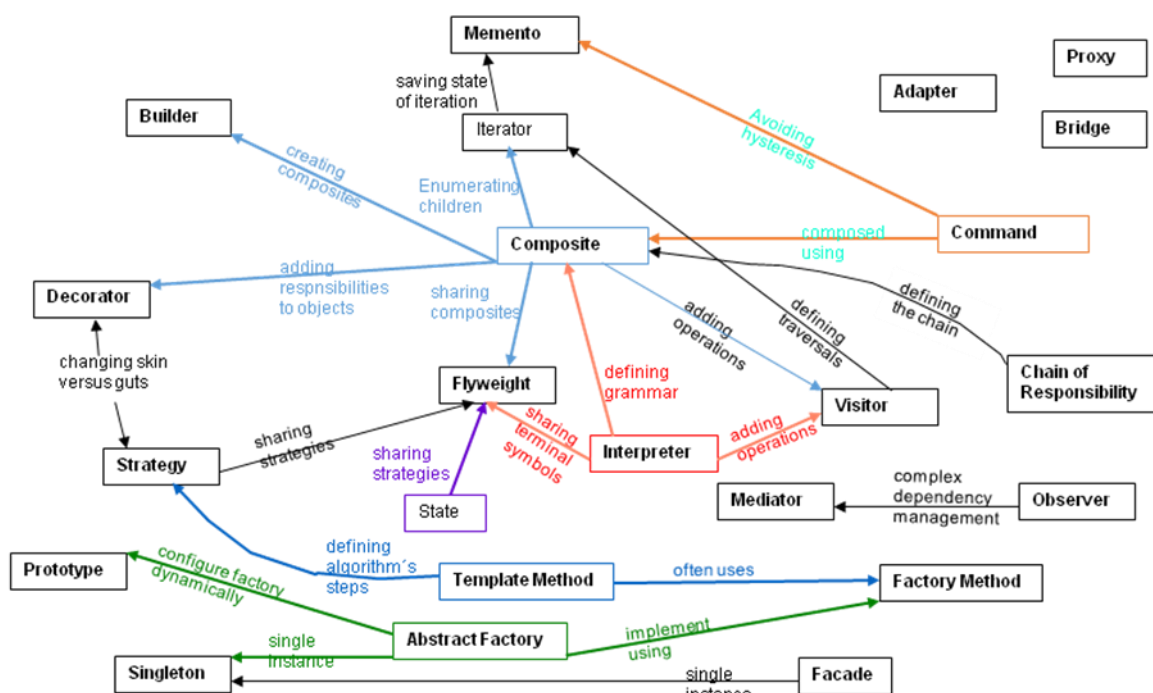 Memento
Proxy
saving state
of iteration
Adapter
Builder
Iterator
Avoiding
hysteresis
Bridge
creating
composites
Enumerating
children
Composite
composed
using
Command
adding
respnsibilities
to objects
Decorator
sharing
composites
adding
operations
defining
traversals
defining
the chain
changing skin
versus guts
Flyweight
defining
grammar
Visitor
Chain of
Responsibility
sharing
strategies
Strategy
sharing
strategies
sharing
terminal
symbols
Interpreter
adding
operations
State
Mediator
complex
dependency
management
Observer
Prototype
configure factory
dynamically
defining
algorithm´s
steps
Template Method
often uses
Factory Method
Abstract Factory
implement
using
single
Instance
Singleton
single
instance
Facade